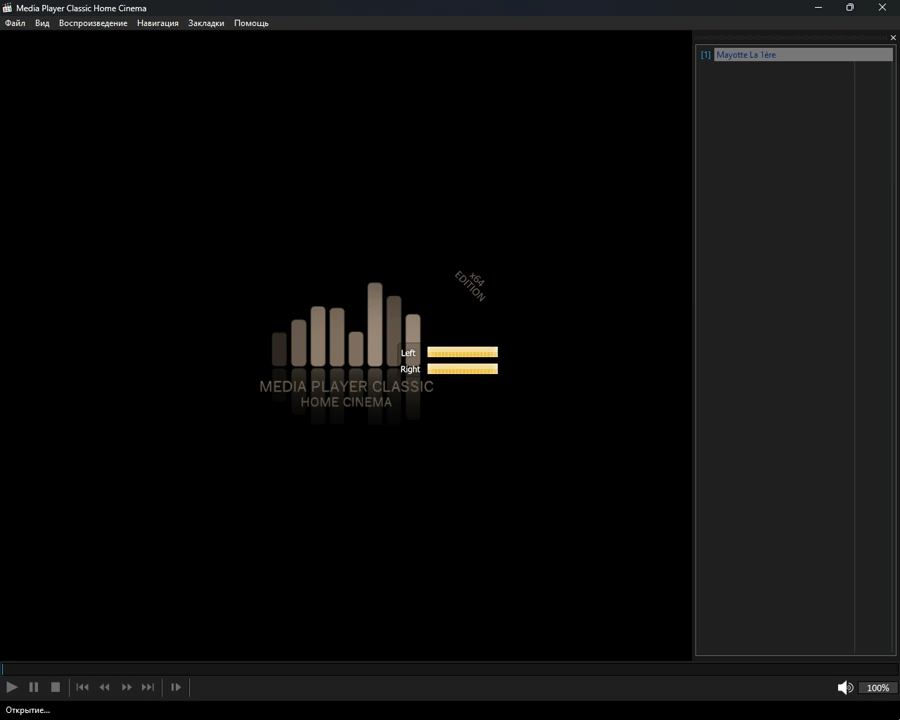 Media Player Classic Home Cinema
Файл Вид Воспроизведение Навигация Закладки Помощь
[1] Mayotte La 1ére
x64
EDITION
Left
Right
MEDIA PLAYER CLASSIC
HOME CINEMA
100%
Открытие...